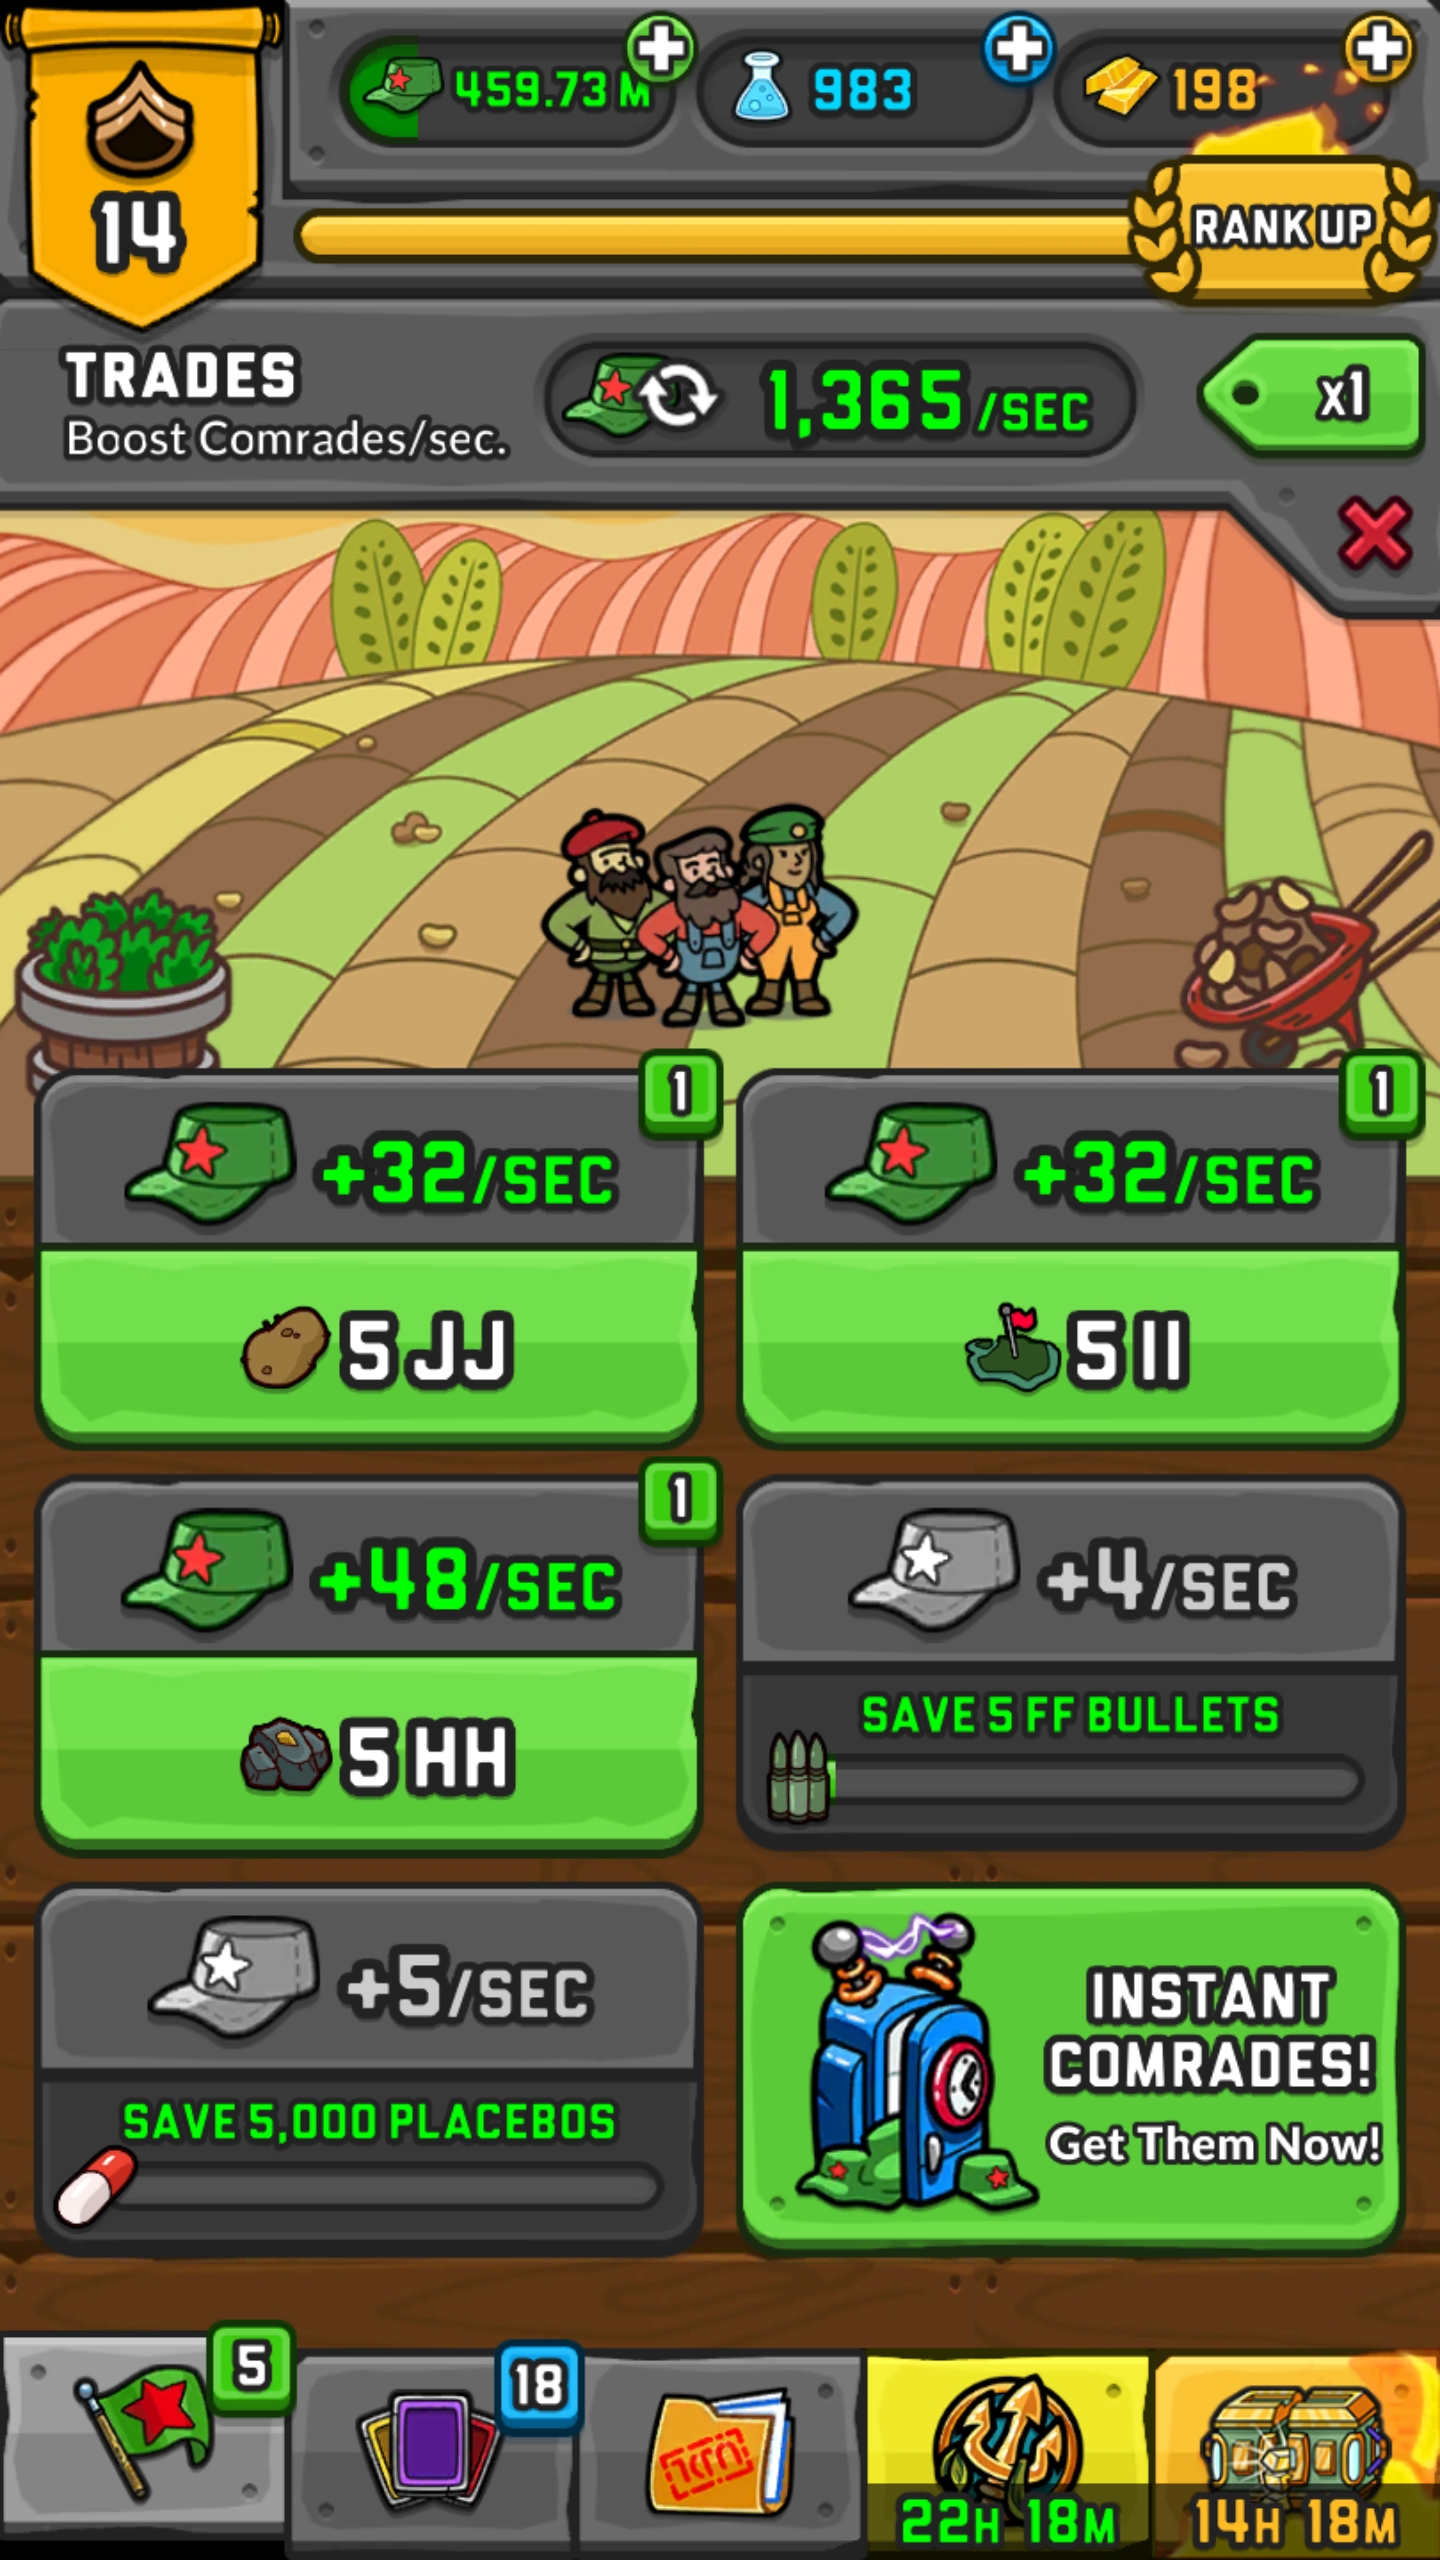 459.73 M
983
198
14
RANK UP
TRADES
Boost Comrades/sec.
1,365 /SEC
x1
1
+32/SEC
5 JJ
1
+32/SEC
5 II
1
+48/SEC
5 HH
+4/SEC
SAVE 5 FF BULLETS
+5/SEC
SAVE 5,000 PLACEBOS
INSTANT
COMRADES!
Get Them Now!
5
18
22H 18M
14H 18M